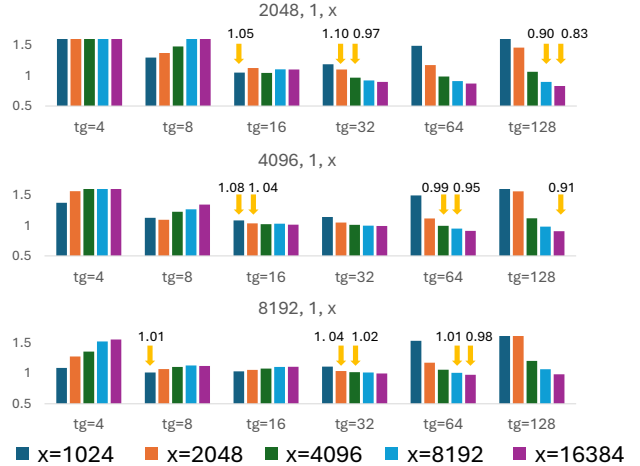 2048, 1, x
1.05 1.10 0.97 0.90 0.83
1.5
1
0.5
tg=4 tg=8 tg=16 tg=32 tg=64 tg=128
4096, 1, x
1.08 1.04 0.99 0.95 0.91
1.5
1
0.5
tg=4 tg=8 tg=16 tg=32 tg=64 tg=128
8192, 1, x
1.01 1.04 1.02 1.01 0.98
1.5
1
0.5
tg=4 tg=8 tg=16 tg=32 tg=64 tg=128
x=1024 x=2048 x=4096 x=8192 x=16384